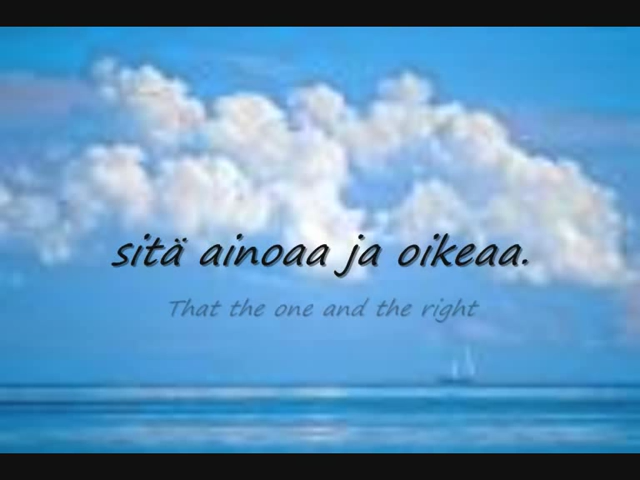 sitä ainoaa ja oikeaa.
That the one and the right